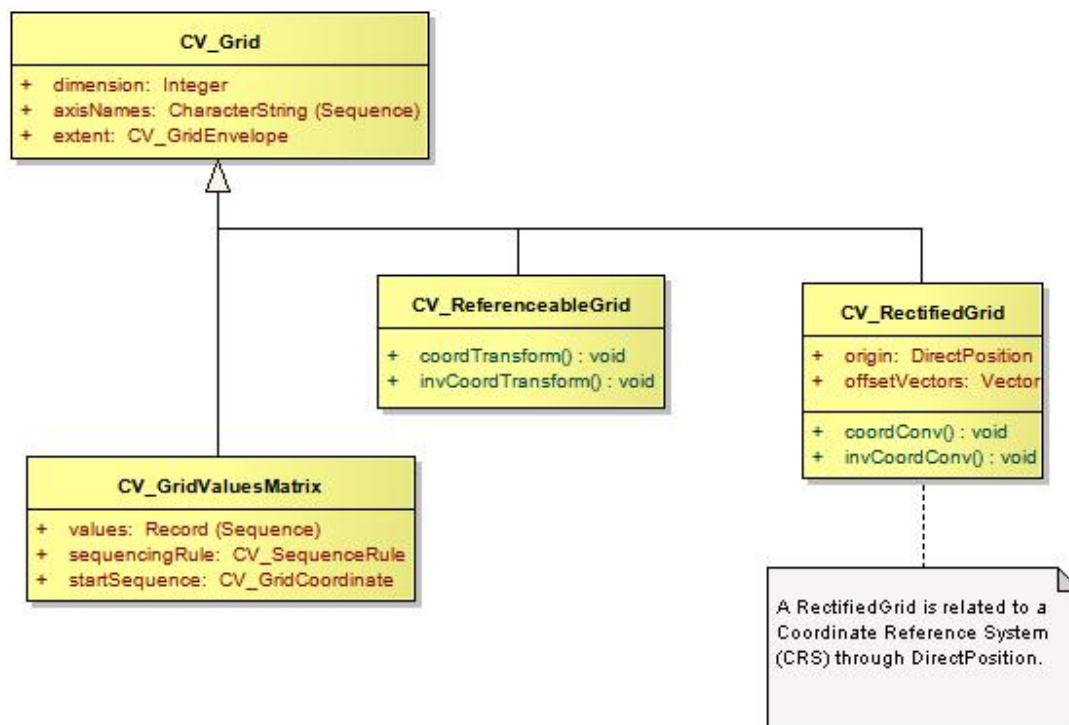 CV_Grid
+ dimension: Integer
+ axisNames: CharacterString (Sequence)
+ extent: CV_GridEnvelope
CV_ReferenceableGrid
+ coordTransform() : void
+ invCoordTransform() : void
CV_RectifiedGrid
+ origin: DirectPosition
+ offsetVectors: Vector
+ coordConv() : void
+ invCoordConv() : void
CV_GridValuesMatrix
+ values: Record (Sequence)
+ sequencingRule: CV_SequenceRule
+ startSequence: CV_GridCoordinate
A RectifiedGrid is related to a
Coordinate Reference System
(CRS) through DirectPosition.